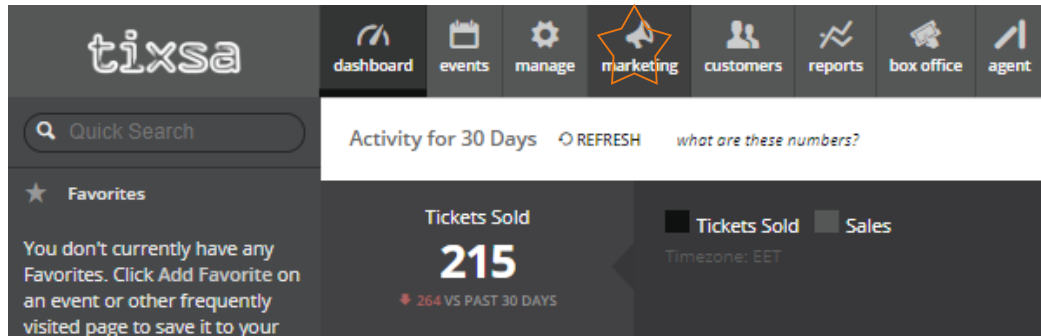 tixsa
dashboard events manage marketing customers reports box office agent
Quick Search
Activity for 30 Days REFRESH what are these numbers?
Favorites
You don't currently have any
Favorites. Click Add Favorite on
an event or other frequently
visited page to save it to your
Tickets Sold
215
264 VS PAST 30 DAYS
Tickets Sold Sales
Timezone: EET